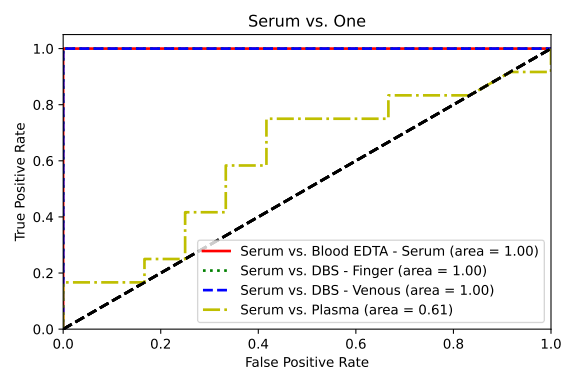 Serum vs. One
1.0
0.8
0.6
0.4
0.2
0.0
True Positive Rate
Serum vs. Blood EDTA - Serum (area = 1.00)
Serum vs. DBS - Finger (area = 1.00)
Serum vs. DBS - Venous (area = 1.00)
Serum vs. Plasma (area = 0.61)
0.0 0.2 0.4 0.6 0.8 1.0
False Positive Rate